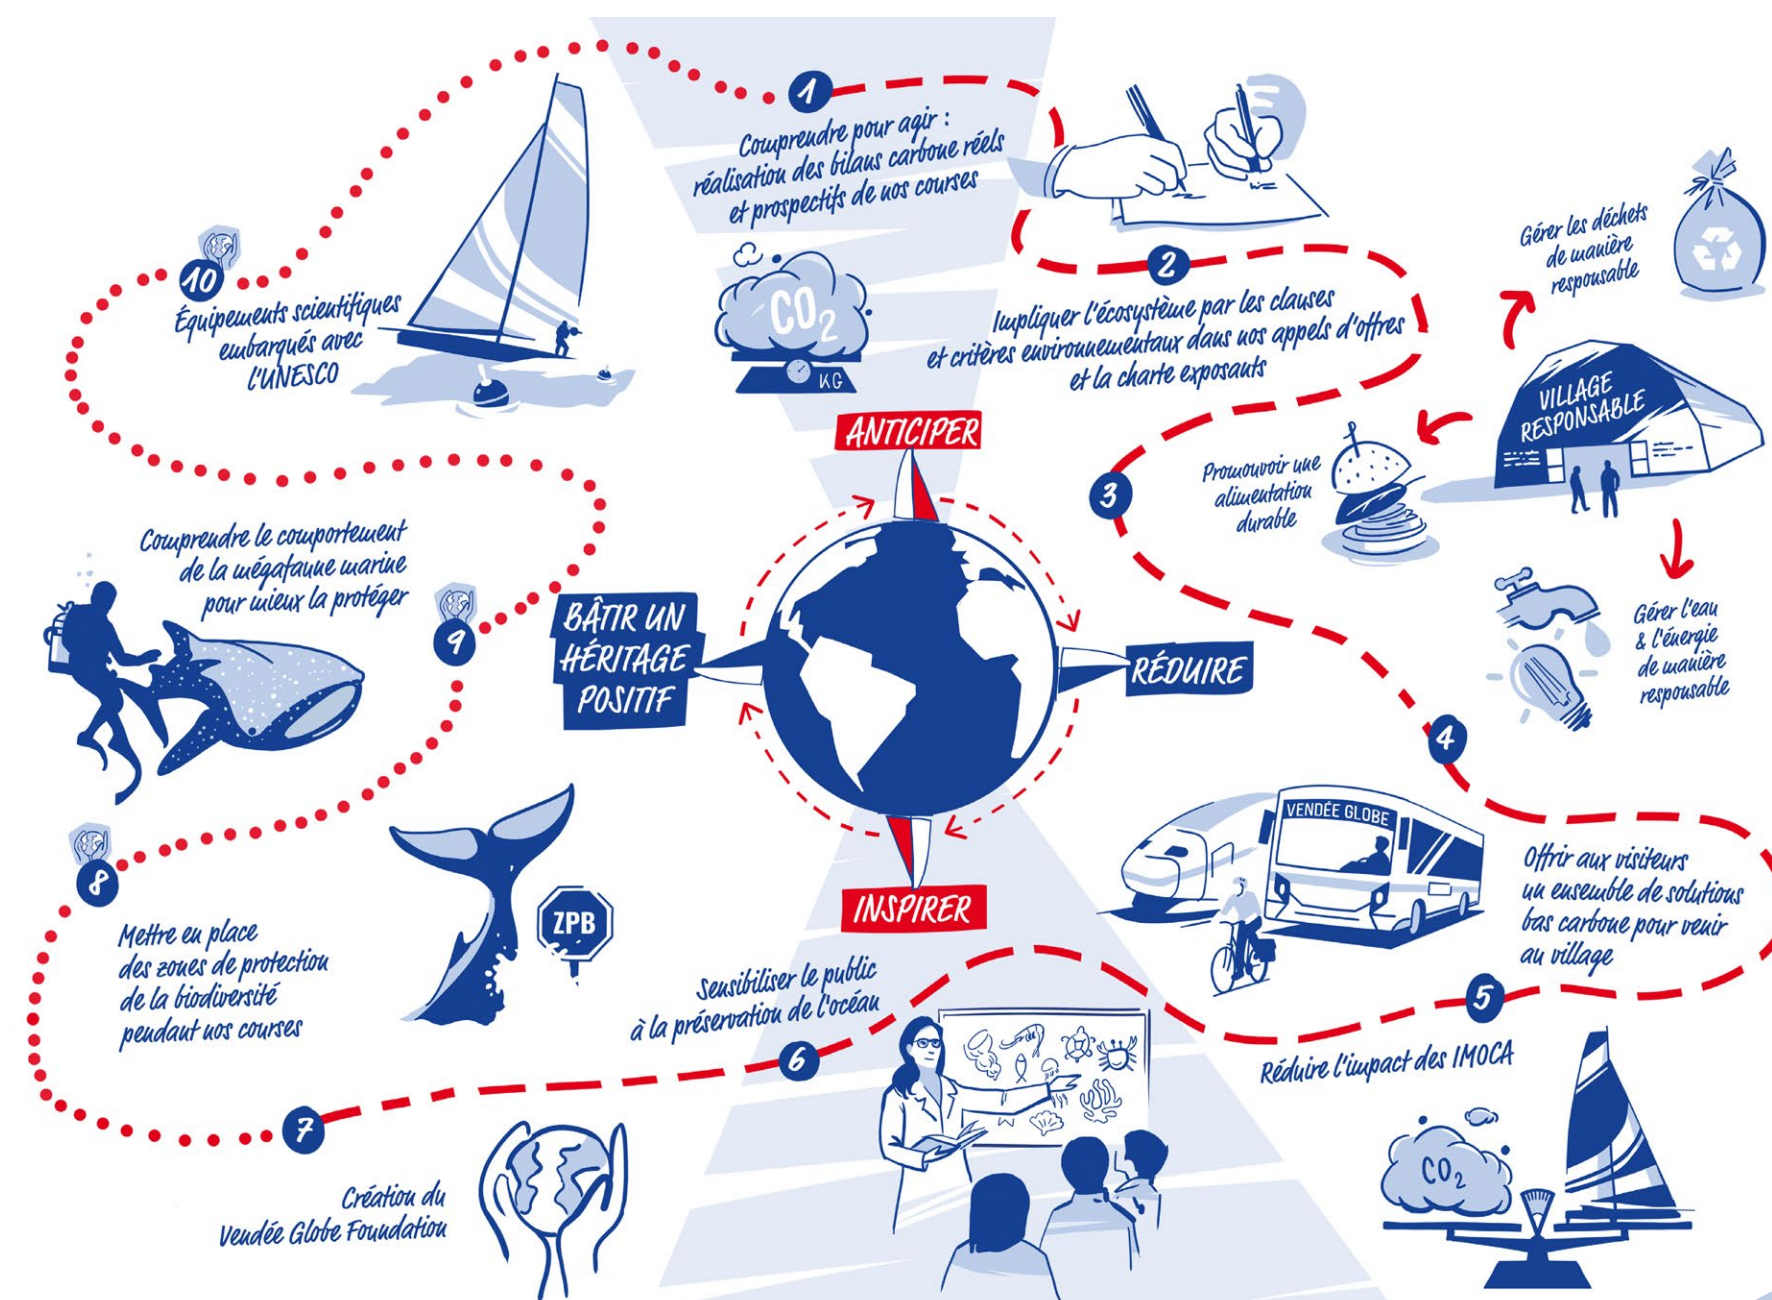 1
Comprendre pour agir :
réalisation des bilans carbone réels
et prospectifs de nos courses
CO2
KG
2
Impliquer l'écosystème par les clauses
et critères environnementaux dans nos appels d'offres
et la charte exposants
Gérer les déchets
de manière
responsable
VILLAGE
RESPONSABLE
3
Promouvoir une
alimentation
durable
Gérer l'eau
& l'énergie
de manière
responsable
ANTICIPER
RÉDUIRE
INSPIRER
BÂTIR UN
HÉRITAGE
POSITIF
4
VENDÉE GLOBE
Offrir aux visiteurs
un ensemble de solutions
bas carbone pour venir
au village
5
Réduire l'impact des IMOCA
CO2
6
Sensibiliser le public
à la préservation de l'océan
7
Création du
Vendée Globe Foundation
8
Mettre en place
des zones de protection
de la biodiversité
pendant nos courses
ZPB
9
Comprendre le comportement
de la mégafaune marine
pour mieux la protéger
10
Équipements scientifiques
embarqués avec
l'UNESCO